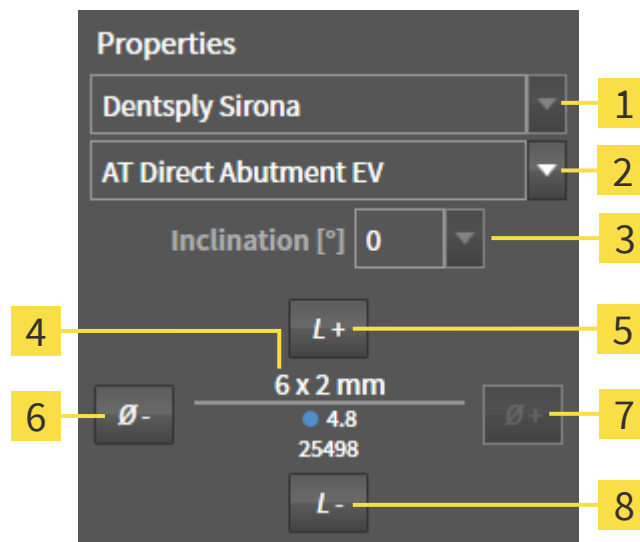 Properties
Dentsply Sirona
1
AT Direct Abutment EV
2
Inclination [°] 0
3
4
L+
5
6 x 2 mm
6
Ø-
4.8
Ø+
7
25498
L-
8